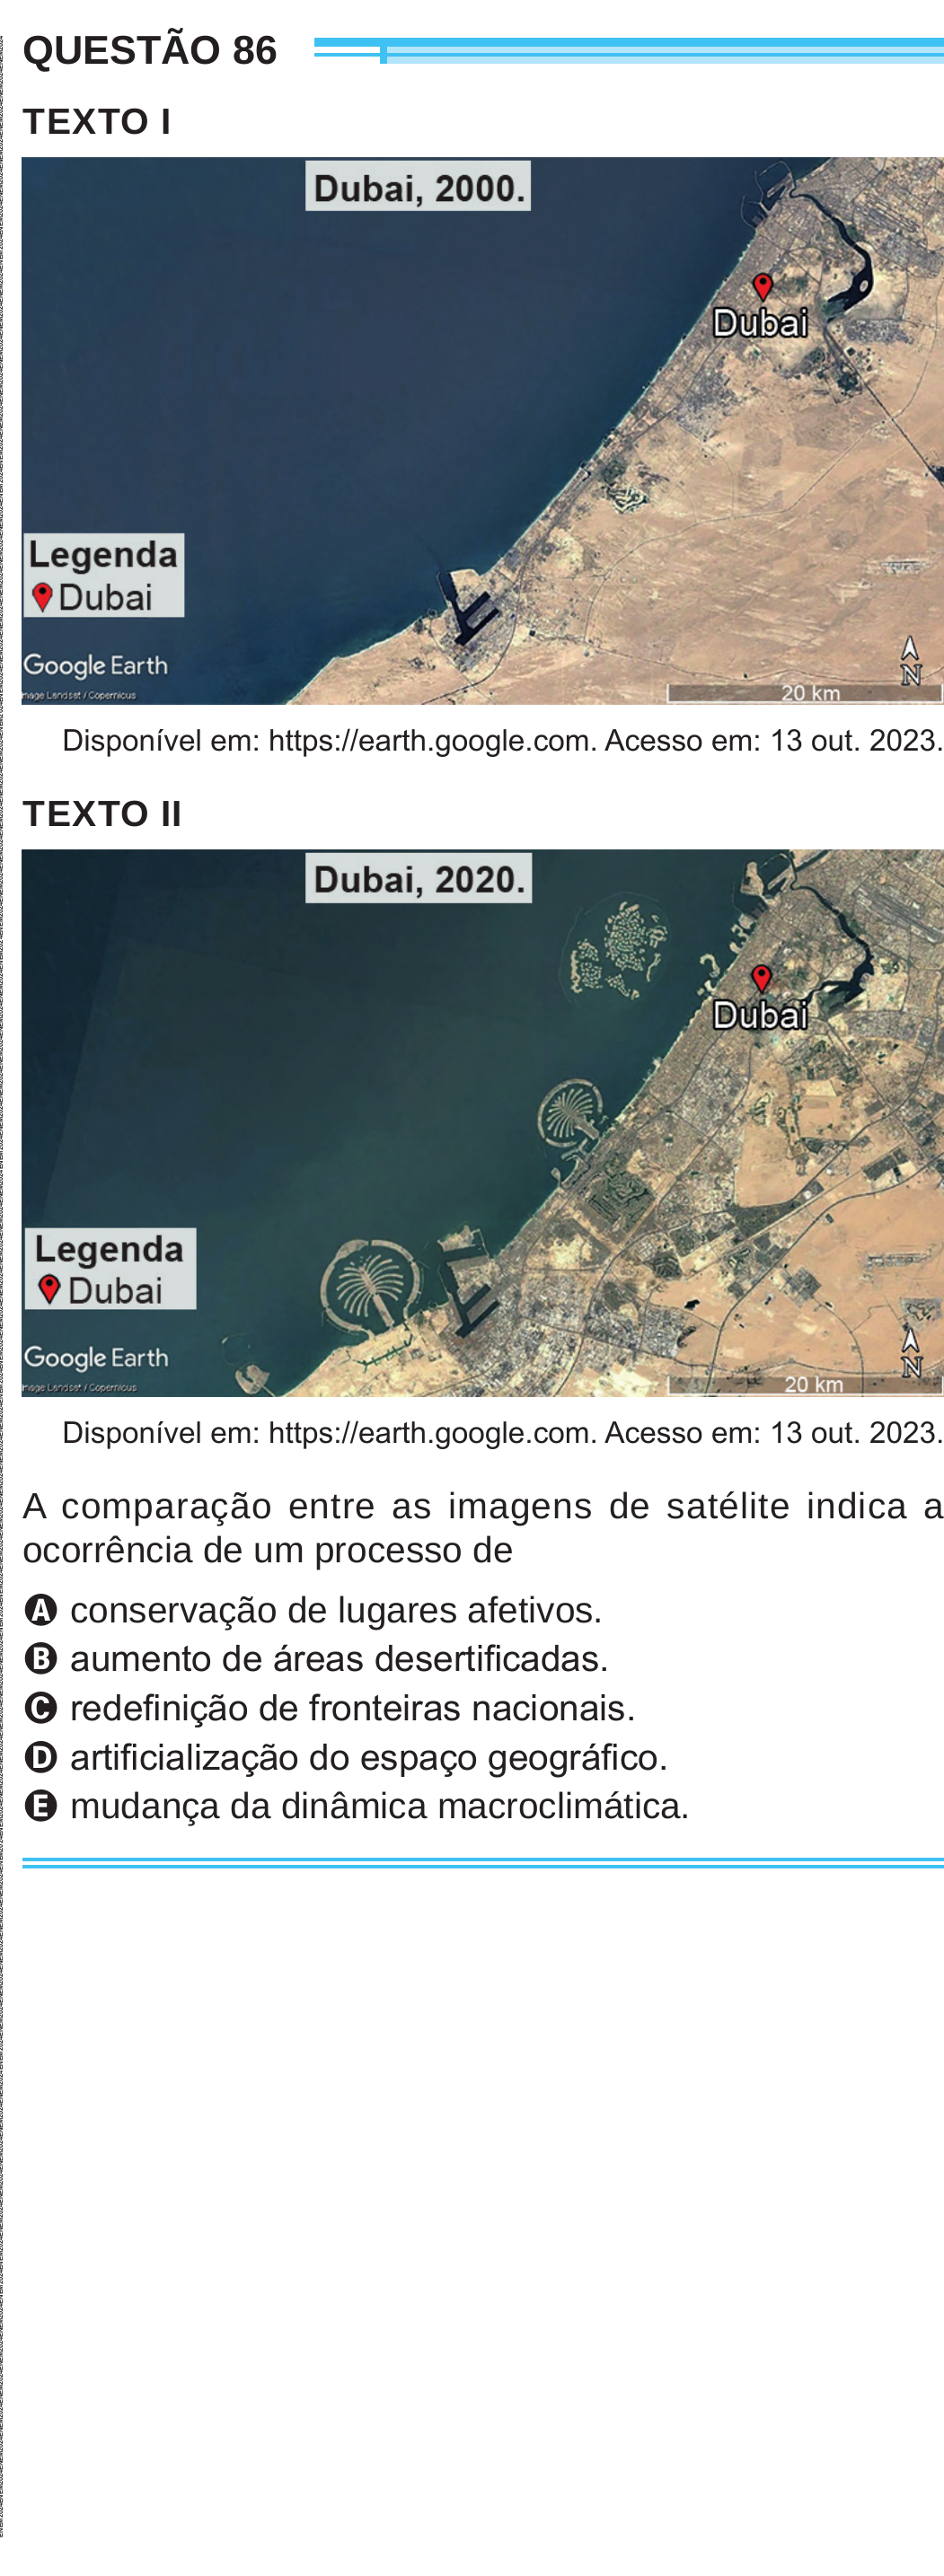 QUESTÃO 86
TEXTO I
Dubai, 2000.
Dubai
Legenda
Dubai
Google Earth
Image Landsat / Copernicus
N
20 km
Disponível em: https://earth.google.com. Acesso em: 13 out. 2023.
TEXTO II
Dubai, 2020.
Dubai
Legenda
Dubai
Google Earth
Image Landsat / Copernicus
N
20 km
Disponível em: https://earth.google.com. Acesso em: 13 out. 2023.
A comparação entre as imagens de satélite indica a
ocorrência de um processo de
A conservação de lugares afetivos.
B aumento de áreas desertificadas.
C redefinição de fronteiras nacionais.
D artificialização do espaço geográfico.
E mudança da dinâmica macroclimática.